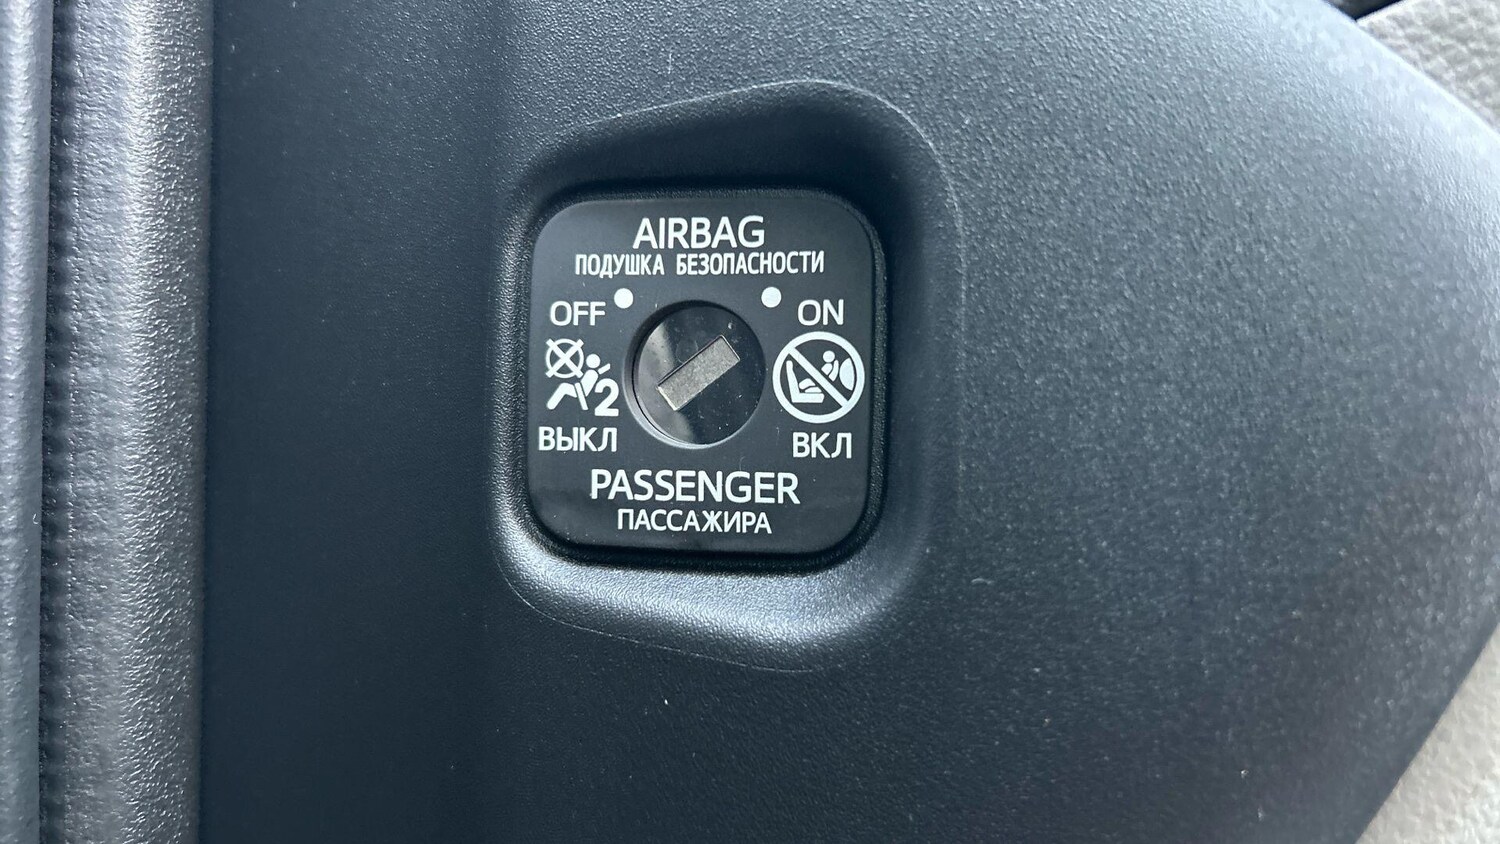 AIRBAG
ПОДУШКА БЕЗОПАСНОСТИ
OFF ON
2
ВЫКЛ ВКЛ
PASSENGER
ПАССАЖИРА